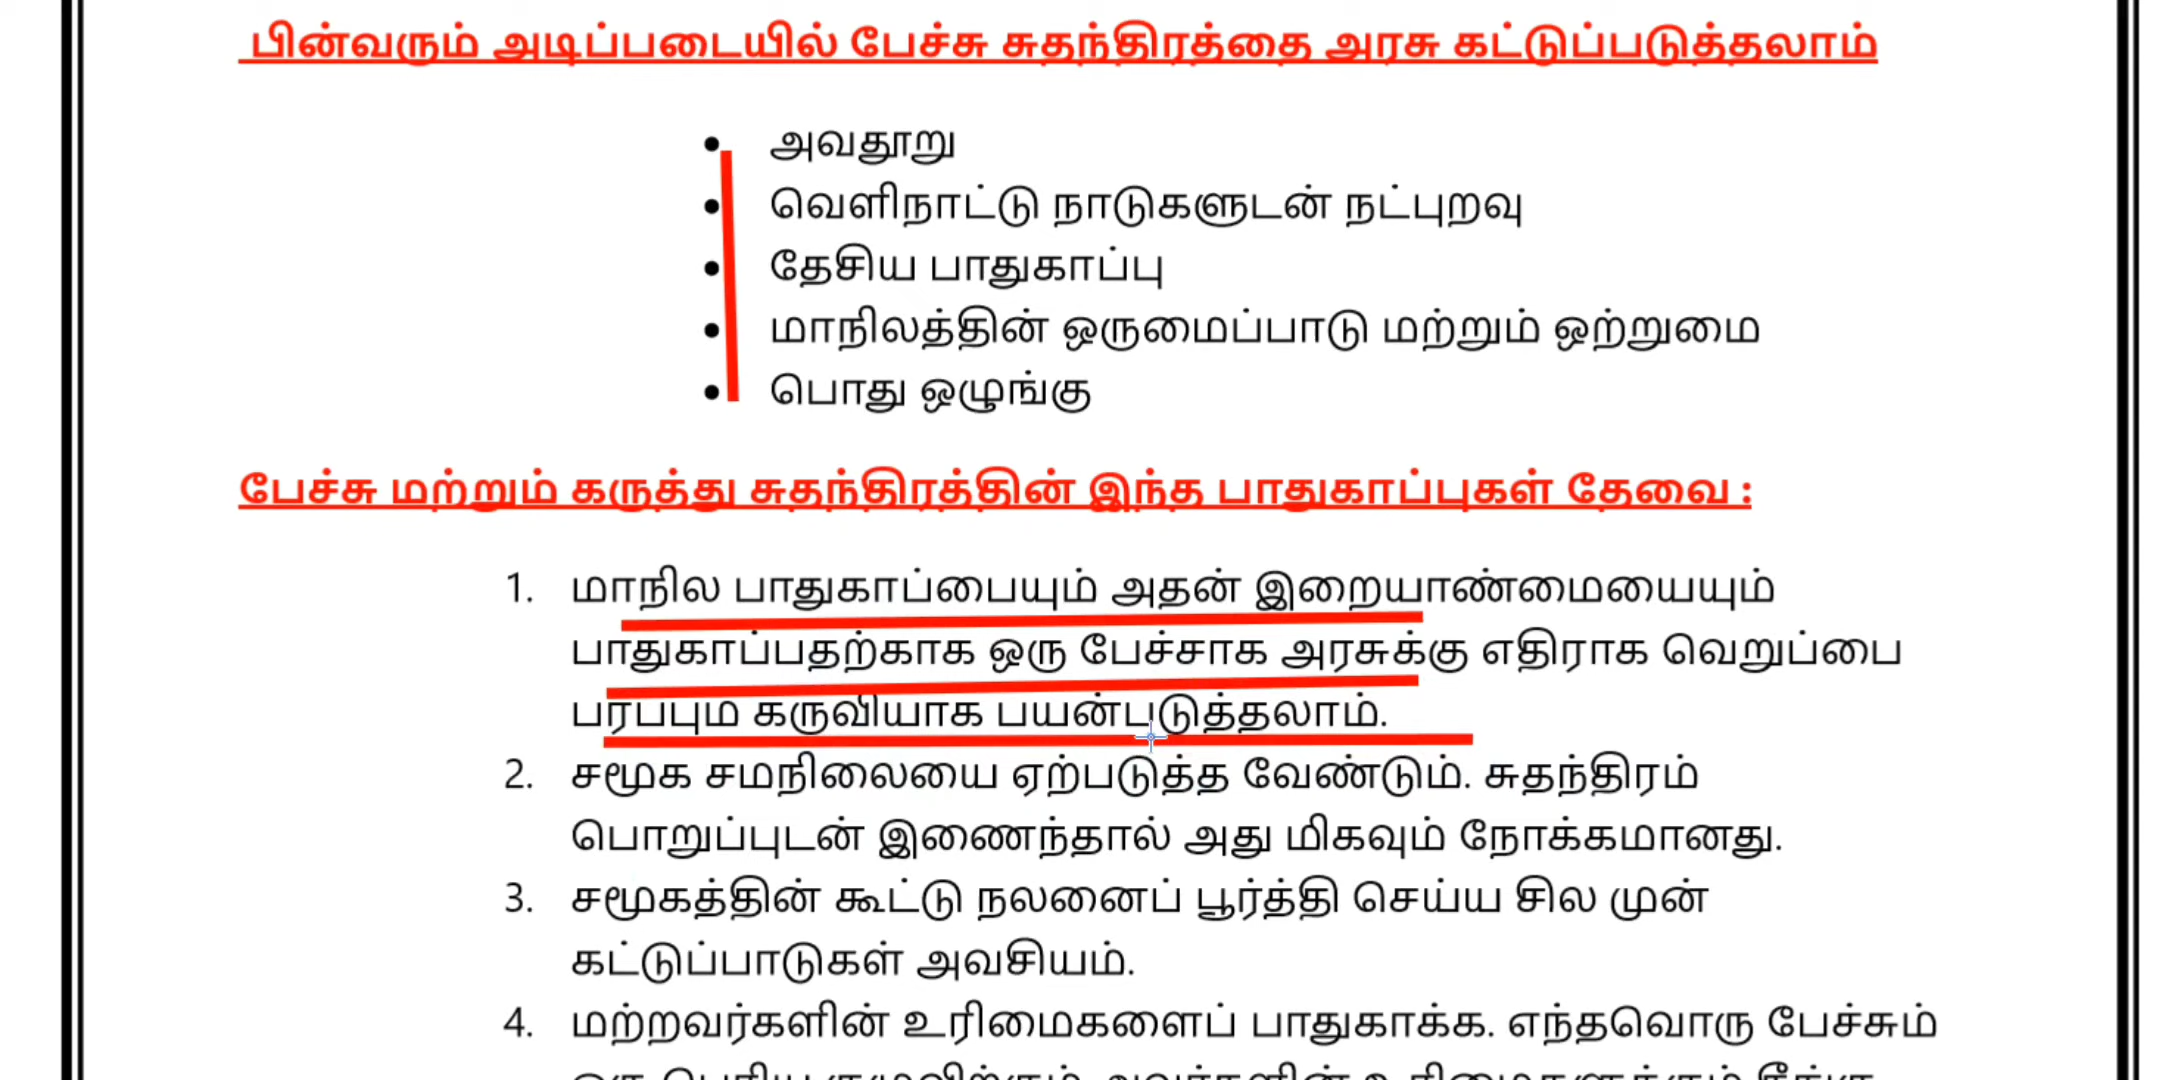 பின்வரும் அடிப்படையில் பேச்சு சுதந்திரத்தை அரசு கட்டுப்படுத்தலாம்
• அவதூறு
• வெளிநாட்டு நாடுகளுடன் நட்புறவு
• தேசிய பாதுகாப்பு
• மாநிலத்தின் ஒருமைப்பாடு மற்றும் ஒற்றுமை
• பொது ஒழுங்கு
பேச்சு மற்றும் கருத்து சுதந்திரத்தின் இந்த பாதுகாப்புகள் தேவை :
1. மாநில பாதுகாப்பையும் அதன் இறையாண்மையையும்
பாதுகாப்பதற்காக ஒரு பேச்சாக அரசுக்கு எதிராக வெறுப்பை
பரப்பும் கருவியாக பயன்படுத்தலாம்.
2. சமூக சமநிலையை ஏற்படுத்த வேண்டும். சுதந்திரம்
பொறுப்புடன் இணைந்தால் அது மிகவும் நோக்கமானது.
3. சமூகத்தின் கூட்டு நலனைப் பூர்த்தி செய்ய சில முன்
கட்டுப்பாடுகள் அவசியம்.
4. மற்றவர்களின் உரிமைகளைப் பாதுகாக்க. எந்தவொரு பேச்சும்